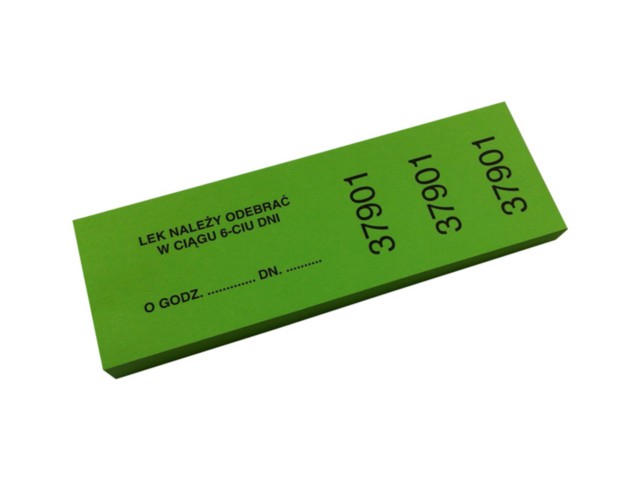 LEK NALEŻY ODEBRAĆ
W CIĄGU 6-CIU DNI
O GODZ. ............. DN. ..........
37901
37901
37901